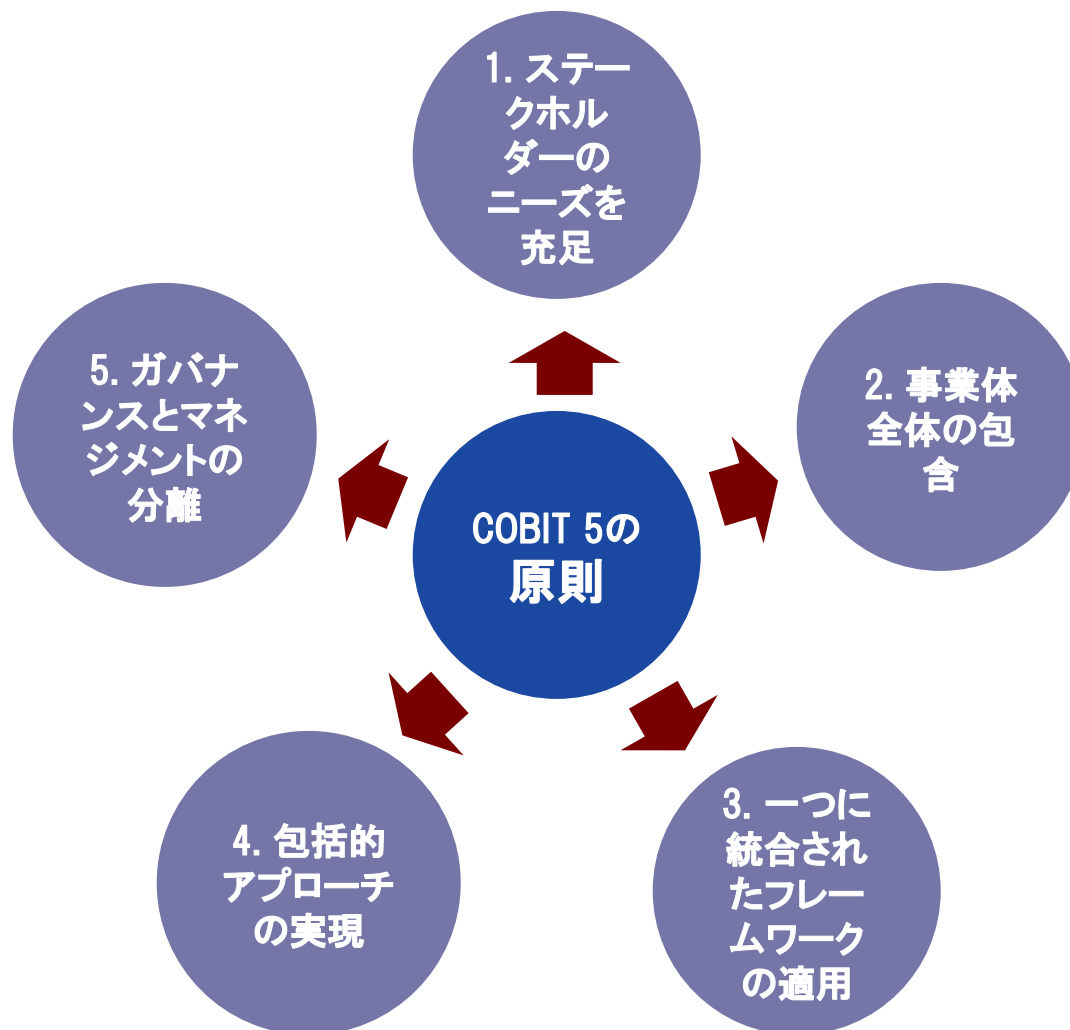 1. ステー
クホル
ダーの
ニーズを
充足
2. 事業体
全体の包
含
3. 一つに
統合され
たフレー
ムワーク
の適用
4. 包括的
アプローチ
の実現
5. ガバナ
ンスとマネ
ジメントの
分離
COBIT 5の
原則